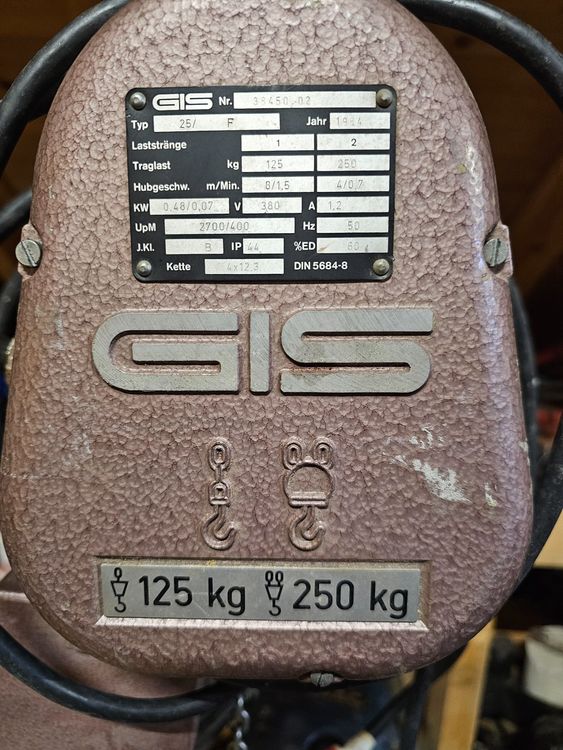 GIS Nr. 38450.-02
Typ 25/ F Jahr 1984
Laststränge 1 2
Traglast kg 125 250
Hubgeschw. m/Min. 6/1,5 4/0,7
KW 0.48/0,07 V 380 A 1,2
UpM 2700/400 Hz 50
J.Kl. B IP 44 %ED 60
Kette 4x12.3 DIN 5684-8
GIS
125 kg 250 kg